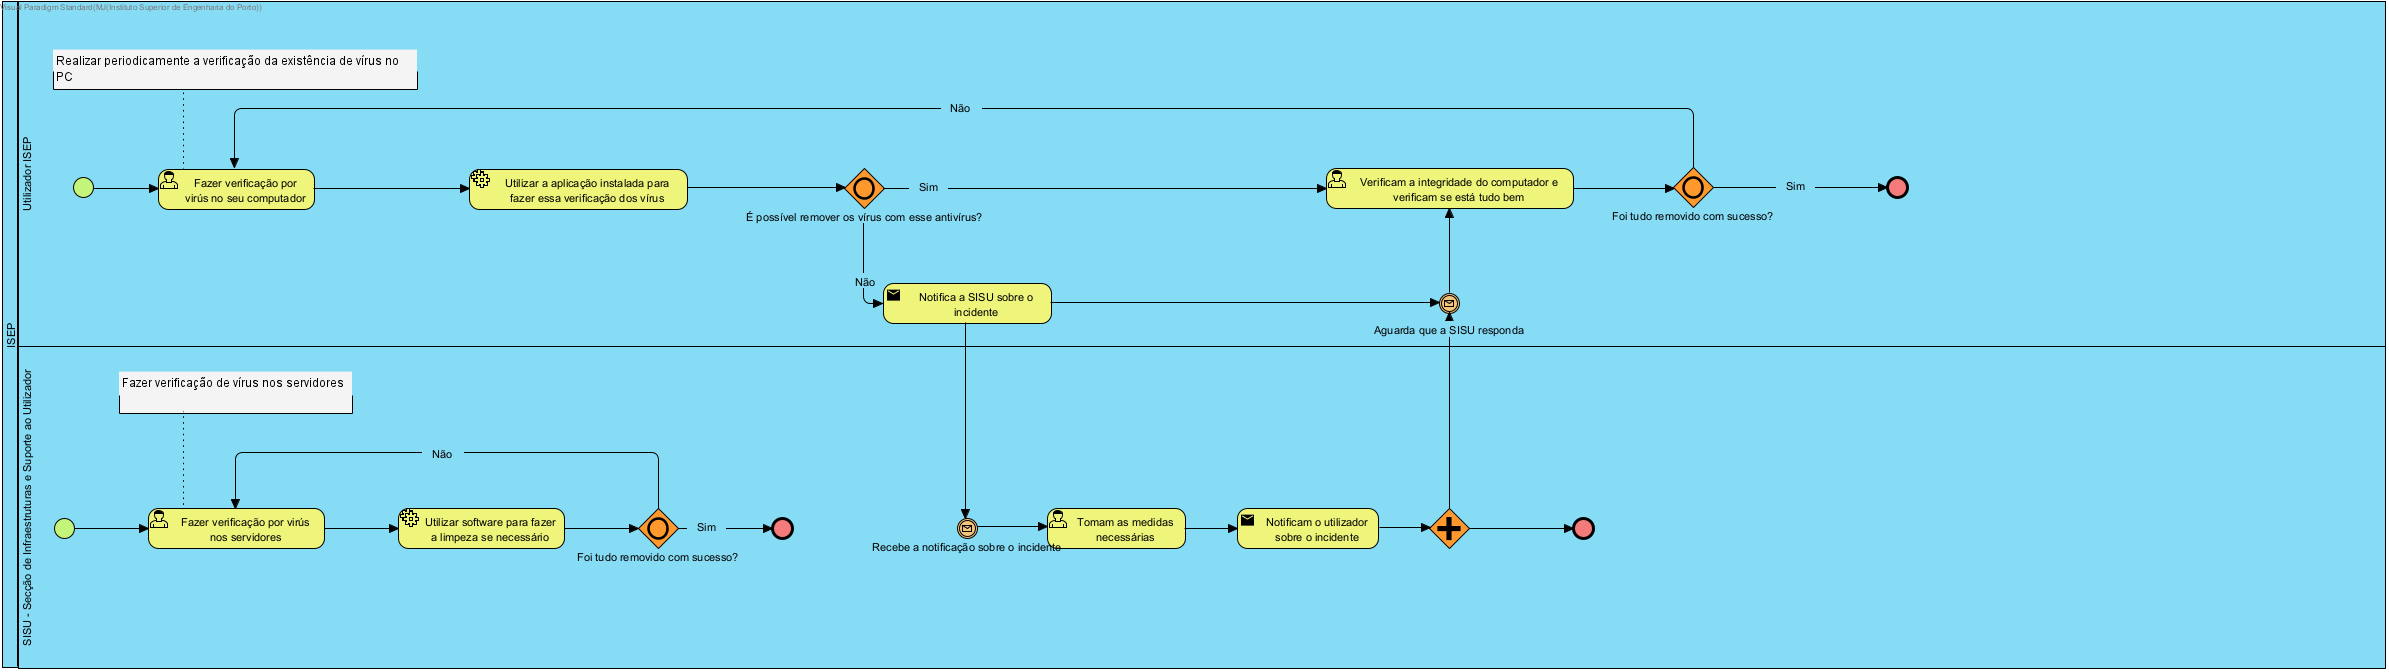 Visual Paradigm Standard(MJ(Instituto Superior de Engenharia do Porto))
ISEP
Utilizador ISEP
Realizar periodicamente a verificação da existência de vírus no
PC
Não
Fazer verificação por
virús no seu computador
Utilizar a aplicação instalada para
fazer essa verificação dos vírus
É possível remover os vírus com esse antivírus?
Sim
Verificam a integridade do computador e
verificam se está tudo bem
Foi tudo removido com sucesso?
Sim
Não
Notifica a SISU sobre o
incidente
Aguarda que a SISU responda
SISU - Secção de Infraestruturas e Suporte ao Utilizador
Fazer verificação de vírus nos servidores
Não
Fazer verificação por virús
nos servidores
Utilizar software para fazer
a limpeza se necessário
Foi tudo removido com sucesso?
Sim
Recebe a notificação sobre o incidente
Tomam as medidas
necessárias
Notificam o utilizador
sobre o incidente